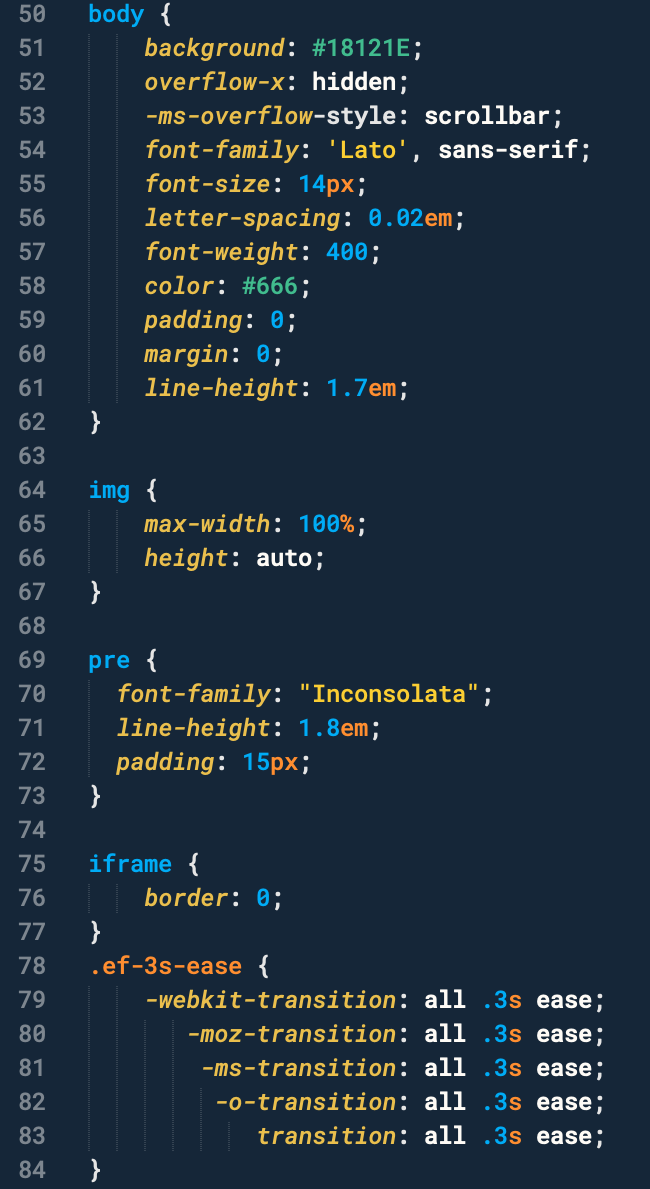 50 body {
51     background: #18121E;
52     overflow-x: hidden;
53     -ms-overflow-style: scrollbar;
54     font-family: 'Lato', sans-serif;
55     font-size: 14px;
56     letter-spacing: 0.02em;
57     font-weight: 400;
58     color: #666;
59     padding: 0;
60     margin: 0;
61     line-height: 1.7em;
62 }
63
64 img {
65     max-width: 100%;
66     height: auto;
67 }
68
69 pre {
70   font-family: "Inconsolata";
71   line-height: 1.8em;
72   padding: 15px;
73 }
74
75 iframe {
76     border: 0;
77 }
78 .ef-3s-ease {
79     -webkit-transition: all .3s ease;
80        -moz-transition: all .3s ease;
81         -ms-transition: all .3s ease;
82          -o-transition: all .3s ease;
83             transition: all .3s ease;
84 }